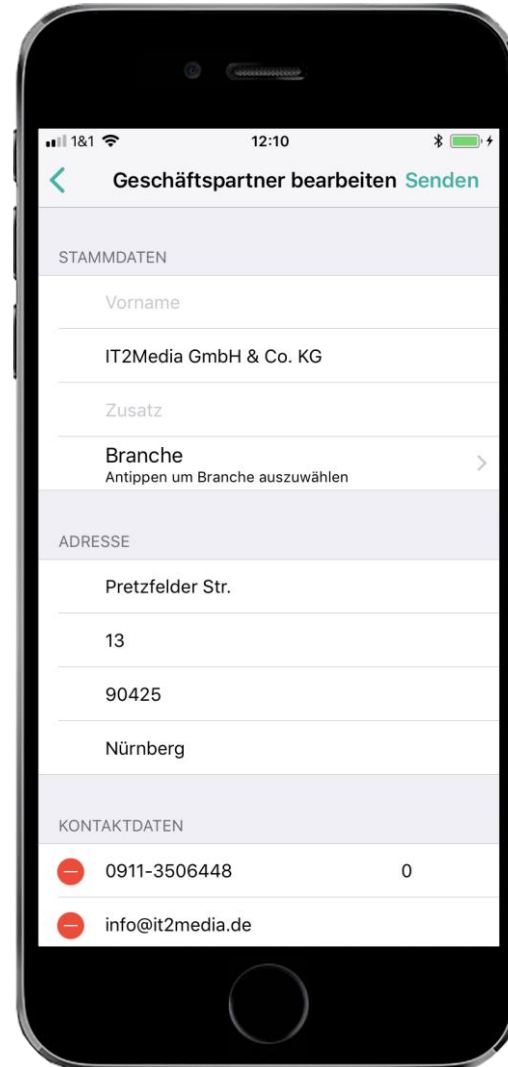 1&1 12:10
Geschäftspartner bearbeiten Senden
STAMMDATEN
Vorname
IT2Media GmbH & Co. KG
Zusatz
Branche
Antippen um Branche auszuwählen
ADRESSE
Pretzfelder Str.
13
90425
Nürnberg
KONTAKTDATEN
0911-3506448 0
info@it2media.de